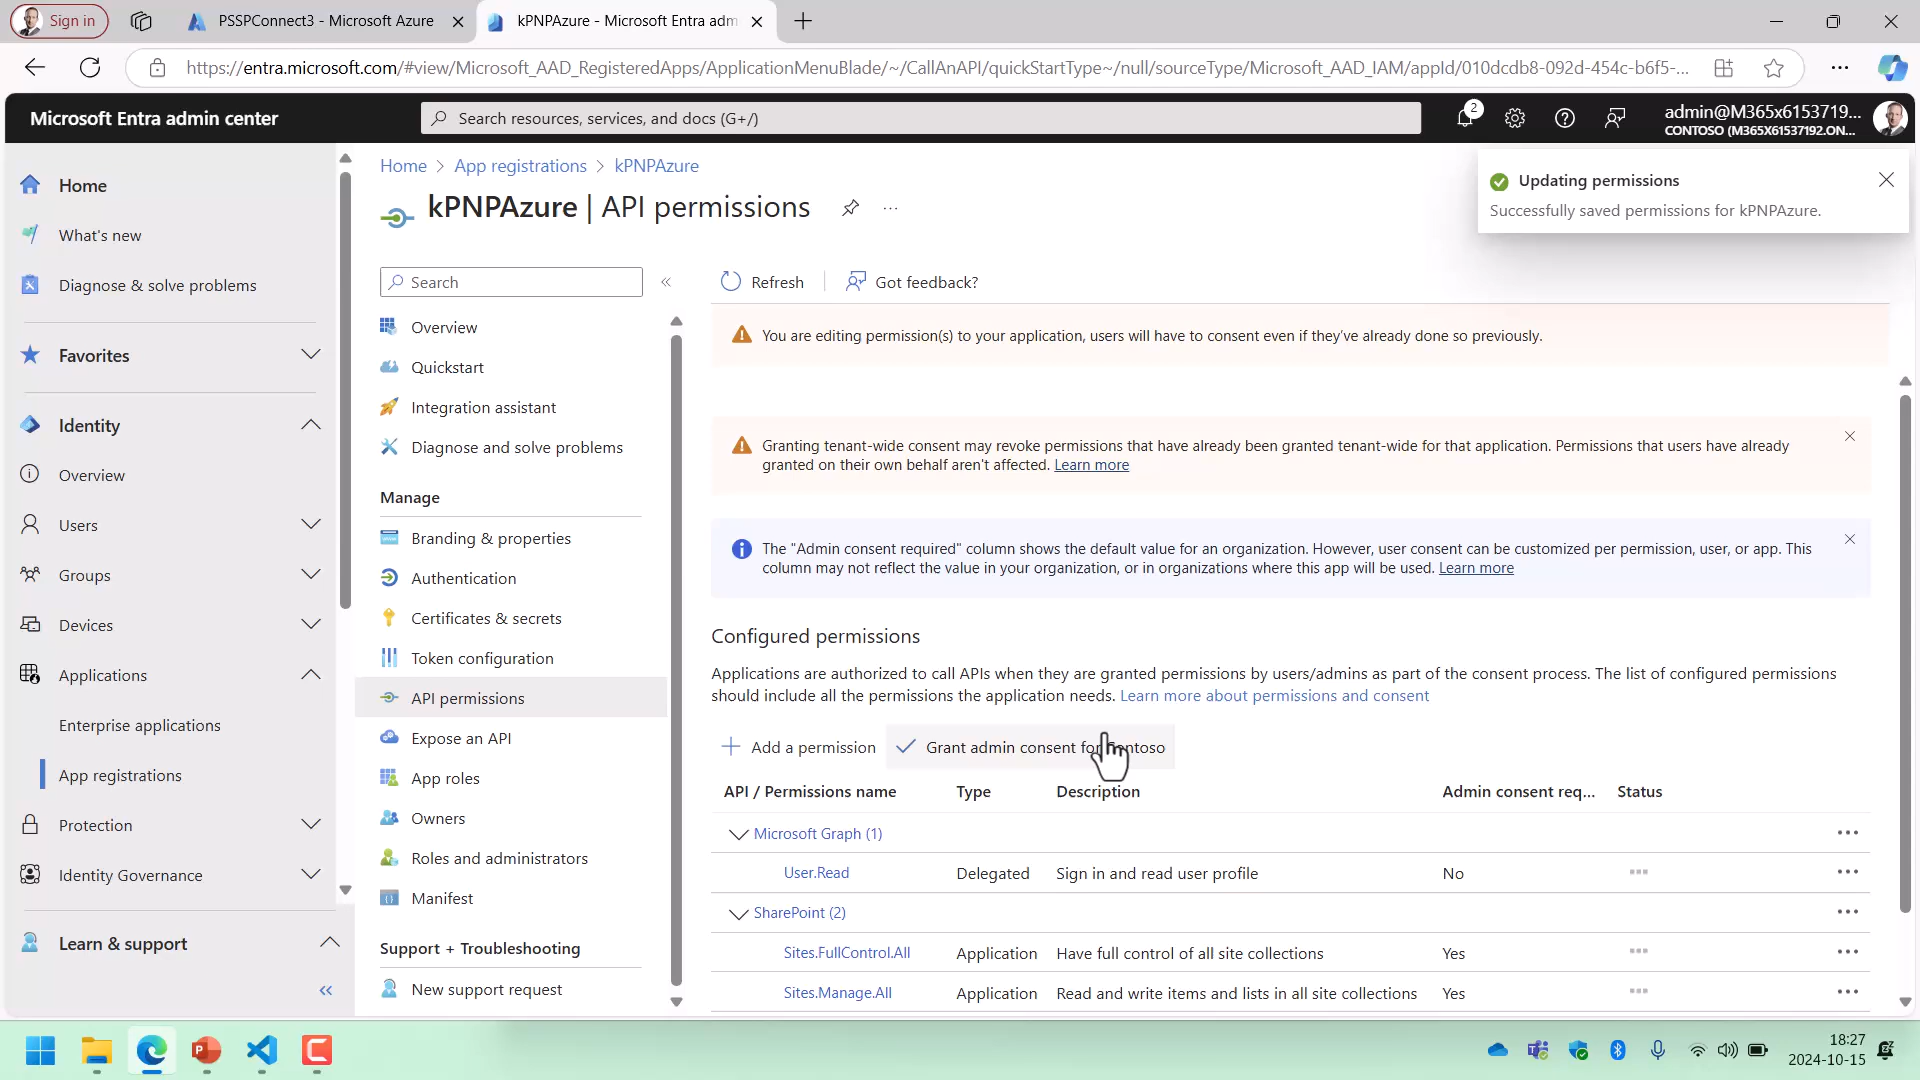 Sign in
PSSPConnect3 - Microsoft Azure
kPNPAzure - Microsoft Entra adm
https://entra.microsoft.com/#view/Microsoft_AAD_RegisteredApps/ApplicationMenuBlade/~/CallAnAPI/quickStartType~/null/sourceType/Microsoft_AAD_IAM/appId/010dcdb8-092d-454c-b6f5-...
Microsoft Entra admin center
Search resources, services, and docs (G+/)
2
admin@M365x6153719...
CONTOSO (M365X61537192.ON...
Home
What's new
Diagnose & solve problems
Favorites
Identity
Overview
Users
Groups
Devices
Applications
Enterprise applications
App registrations
Protection
Identity Governance
Learn & support
Home > App registrations > kPNPAzure
kPNPAzure | API permissions
Search
Overview
Quickstart
Integration assistant
Diagnose and solve problems
Manage
Branding & properties
Authentication
Certificates & secrets
Token configuration
API permissions
Expose an API
App roles
Owners
Roles and administrators
Manifest
Support + Troubleshooting
New support request
Updating permissions
Successfully saved permissions for kPNPAzure.
Refresh
Got feedback?
You are editing permission(s) to your application, users will have to consent even if they've already done so previously.
Granting tenant-wide consent may revoke permissions that have already been granted tenant-wide for that application. Permissions that users have already
granted on their own behalf aren't affected. Learn more
The "Admin consent required" column shows the default value for an organization. However, user consent can be customized per permission, user, or app. This
column may not reflect the value in your organization, or in organizations where this app will be used. Learn more
Configured permissions
Applications are authorized to call APIs when they are granted permissions by users/admins as part of the consent process. The list of configured permissions
should include all the permissions the application needs. Learn more about permissions and consent
Add a permission
Grant admin consent for Contoso
API / Permissions name Type Description Admin consent req... Status
Microsoft Graph (1)
User.Read Delegated Sign in and read user profile No
SharePoint (2)
Sites.FullControl.All Application Have full control of all site collections Yes
Sites.Manage.All Application Read and write items and lists in all site collections Yes
18:27
2024-10-15